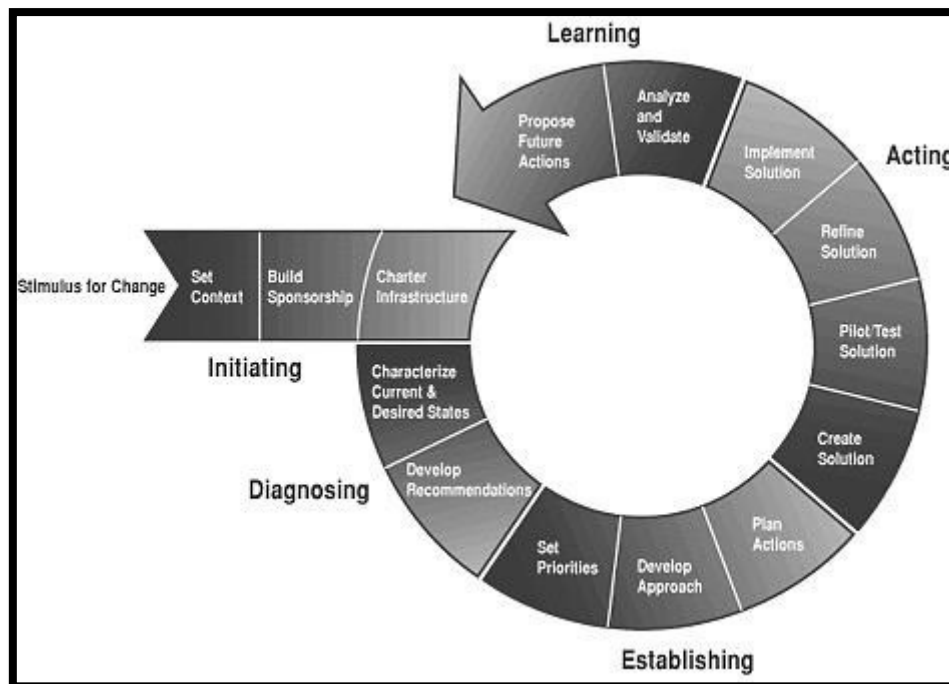 Stimulus for Change
Set
Context
Build
Sponsorship
Charter
Infrastructure
Initiating
Characterize
Current &
Desired States
Develop
Recommendations
Diagnosing
Set
Priorities
Develop
Approach
Plan
Actions
Establishing
Create
Solution
Pilot/Test
Solution
Refine
Solution
Implement
Solution
Acting
Analyze
and
Validate
Propose
Future
Actions
Learning